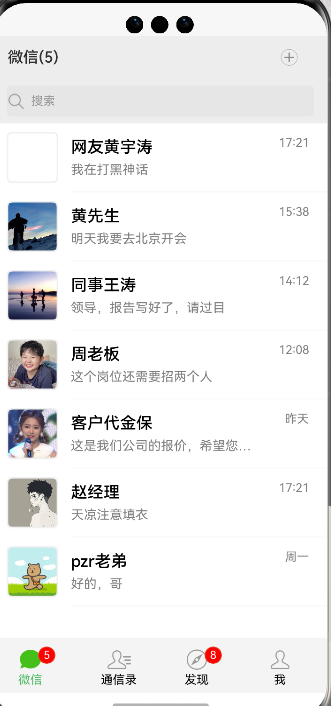 微信(5)
搜索
网友黄宇涛 17:21
我在打黑神话
黄先生 15:38
明天我要去北京开会
同事王涛 14:12
领导，报告写好了，请过目
周老板 12:08
这个岗位还需要招两个人
客户代金保 昨天
这是我们公司的报价，希望您...
赵经理 17:21
天凉注意填衣
pzr老弟 周一
好的，哥
5 8
微信 通信录 发现 我